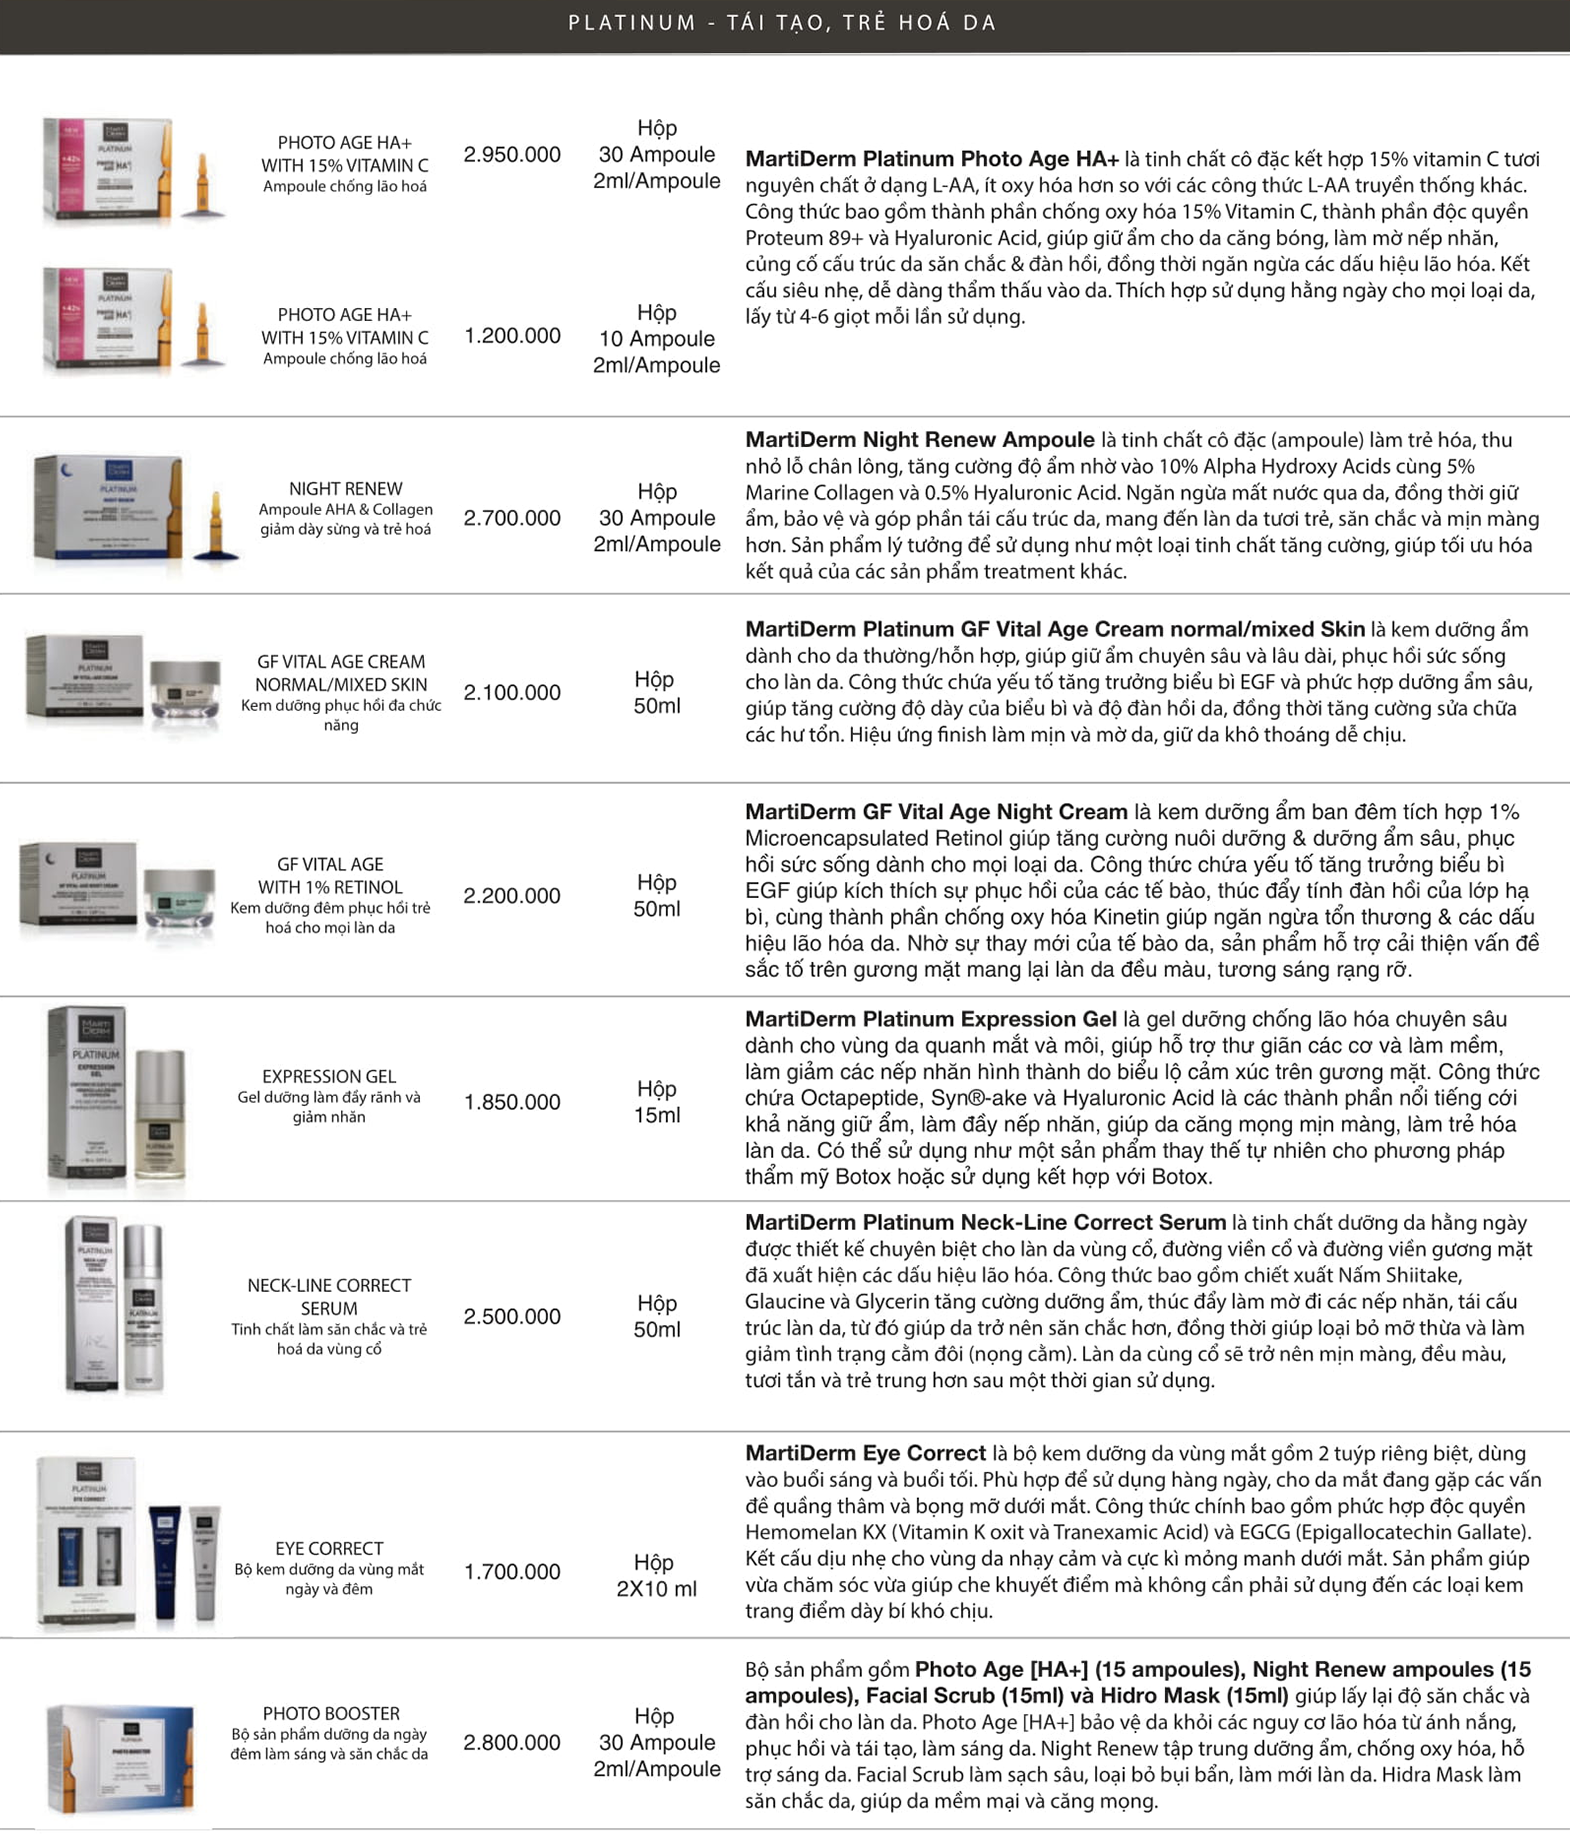 PLATINUM - TÁI TẠO, TRẺ HOÁ DA
PHOTO AGE HA+
WITH 15% VITAMIN C
Ampoule chống lão hoá
2.950.000
Hộp
30 Ampoule
2ml/Ampoule
PHOTO AGE HA+
WITH 15% VITAMIN C
Ampoule chống lão hoá
1.200.000
Hộp
10 Ampoule
2ml/Ampoule
MartiDerm Platinum Photo Age HA+ là tinh chất cô đặc kết hợp 15% vitamin C tươi
nguyên chất ở dạng L-AA, ít oxy hóa hơn so với các công thức L-AA truyền thống khác.
Công thức bao gồm thành phần chống oxy hóa 15% Vitamin C, thành phần độc quyền
Proteum 89+ và Hyaluronic Acid, giúp giữ ẩm cho da căng bóng, làm mờ nếp nhăn,
củng cố cấu trúc da săn chắc & đàn hồi, đồng thời ngăn ngừa các dấu hiệu lão hóa. Kết
cấu siêu nhẹ, dễ dàng thẩm thấu vào da. Thích hợp sử dụng hằng ngày cho mọi loại da,
lấy từ 4-6 giọt mỗi lần sử dụng.
MARTI
DERM
PLATINUM
NIGHT RENEW
NIGHT RENEW
Ampoule AHA & Collagen
giảm dày sừng và trẻ hoá
2.700.000
Hộp
30 Ampoule
2ml/Ampoule
MartiDerm Night Renew Ampoule là tinh chất cô đặc (ampoule) làm trẻ hóa, thu
nhỏ lỗ chân lông, tăng cường độ ẩm nhờ vào 10% Alpha Hydroxy Acids cùng 5%
Marine Collagen và 0.5% Hyaluronic Acid. Ngăn ngừa mất nước qua da, đồng thời giữ
ẩm, bảo vệ và góp phần tái cấu trúc da, mang đến làn da tươi trẻ, săn chắc và mịn màng
hơn. Sản phẩm lý tưởng để sử dụng như một loại tinh chất tăng cường, giúp tối ưu hóa
kết quả của các sản phẩm treatment khác.
PLATINUM
GF VITAL-AGE CREAM
GF VITAL AGE CREAM
NORMAL/MIXED SKIN
Kem dưỡng phục hồi đa chức
năng
2.100.000
Hộp
50ml
MartiDerm Platinum GF Vital Age Cream normal/mixed Skin là kem dưỡng ẩm
dành cho da thường/hỗn hợp, giúp giữ ẩm chuyên sâu và lâu dài, phục hồi sức sống
cho làn da. Công thức chứa yếu tố tăng trưởng biểu bì EGF và phức hợp dưỡng ẩm sâu,
giúp tăng cường độ dày của biểu bì và độ đàn hồi da, đồng thời tăng cường sửa chữa
các hư tổn. Hiệu ứng finish làm mịn và mờ da, giữ da khô thoáng dễ chịu.
PLATINUM
GF VITAL AGE
WITH 1% RETINOL
Kem dưỡng đêm phục hồi trẻ
hoá cho mọi làn da
2.200.000
Hộp
50ml
MartiDerm GF Vital Age Night Cream là kem dưỡng ẩm ban đêm tích hợp 1%
Microencapsulated Retinol giúp tăng cường nuôi dưỡng & dưỡng ẩm sâu, phục
hồi sức sống dành cho mọi loại da. Công thức chứa yếu tố tăng trưởng biểu bì
EGF giúp kích thích sự phục hồi của các tế bào, thúc đẩy tính đàn hồi của lớp hạ
bì, cùng thành phần chống oxy hóa Kinetin giúp ngăn ngừa tổn thương & các dấu
hiệu lão hóa da. Nhờ sự thay mới của tế bào da, sản phẩm hỗ trợ cải thiện vấn đề
sắc tố trên gương mặt mang lại làn da đều màu, tương sáng rạng rỡ.
MARTI
DERM
PLATINUM
EXPRESSION
GEL
EXPRESSION GEL
Gel dưỡng làm đầy rãnh và
giảm nhăn
1.850.000
Hộp
15ml
MartiDerm Platinum Expression Gel là gel dưỡng chống lão hóa chuyên sâu
dành cho vùng da quanh mắt và môi, giúp hỗ trợ thư giãn các cơ và làm mềm,
làm giảm các nếp nhăn hình thành do biểu lộ cảm xúc trên gương mặt. Công thức
chứa Octapeptide, Syn®-ake và Hyaluronic Acid là các thành phần nổi tiếng cới
khả năng giữ ẩm, làm đầy nếp nhăn, giúp da căng mọng mịn màng, làm trẻ hóa
làn da. Có thể sử dụng như một sản phẩm thay thế tự nhiên cho phương pháp
thẩm mỹ Botox hoặc sử dụng kết hợp với Botox.
PLATINUM
NECK-LINE CORRECT
SERUM
Tinh chất làm săn chắc và trẻ
hoá da vùng cổ
2.500.000
Hộp
50ml
MartiDerm Platinum Neck-Line Correct Serum là tinh chất dưỡng da hằng ngày
được thiết kế chuyên biệt cho làn da vùng cổ, đường viền cổ và đường viền gương mặt
đã xuất hiện các dấu hiệu lão hóa. Công thức bao gồm chiết xuất Nấm Shiitake,
Glaucine và Glycerin tăng cường dưỡng ẩm, thúc đẩy làm mờ đi các nếp nhăn, tái cấu
trúc làn da, từ đó giúp da trở nên săn chắc hơn, đồng thời giúp loại bỏ mỡ thừa và làm
giảm tình trạng cằm đôi (nọng cằm). Làn da cùng cổ sẽ trở nên mịn màng, đều màu,
tươi tắn và trẻ trung hơn sau một thời gian sử dụng.
PLATINUM
EYE CORRECT
EYE CORRECT
Bộ kem dưỡng da vùng mắt
ngày và đêm
1.700.000
Hộp
2X10 ml
MartiDerm Eye Correct là bộ kem dưỡng da vùng mắt gồm 2 tuýp riêng biệt, dùng
vào buổi sáng và buổi tối. Phù hợp để sử dụng hàng ngày, cho da mắt đang gặp các vấn
đề quầng thâm và bọng mỡ dưới mắt. Công thức chính bao gồm phức hợp độc quyền
Hemomelan KX (Vitamin K oxit và Tranexamic Acid) và EGCG (Epigallocatechin Gallate).
Kết cấu dịu nhẹ cho vùng da nhạy cảm và cực kì mỏng manh dưới mắt. Sản phẩm giúp
vừa chăm sóc vừa giúp che khuyết điểm mà không cần phải sử dụng đến các loại kem
trang điểm dày bí khó chịu.
PHOTO BOOSTER
PHOTO BOOSTER
Bộ sản phẩm dưỡng da ngày
đêm làm sáng và săn chắc da
2.800.000
Hộp
30 Ampoule
2ml/Ampoule
Bộ sản phẩm gồm Photo Age [HA+] (15 ampoules), Night Renew ampoules (15
ampoules), Facial Scrub (15ml) và Hidro Mask (15ml) giúp lấy lại độ săn chắc và
đàn hồi cho làn da. Photo Age [HA+] bảo vệ da khỏi các nguy cơ lão hóa từ ánh nắng,
phục hồi và tái tạo, làm sáng da. Night Renew tập trung dưỡng ẩm, chống oxy hóa, hỗ
trợ sáng da. Facial Scrub làm sạch sâu, loại bỏ bụi bẩn, làm mới làn da. Hidra Mask làm
săn chắc da, giúp da mềm mại và căng mọng.